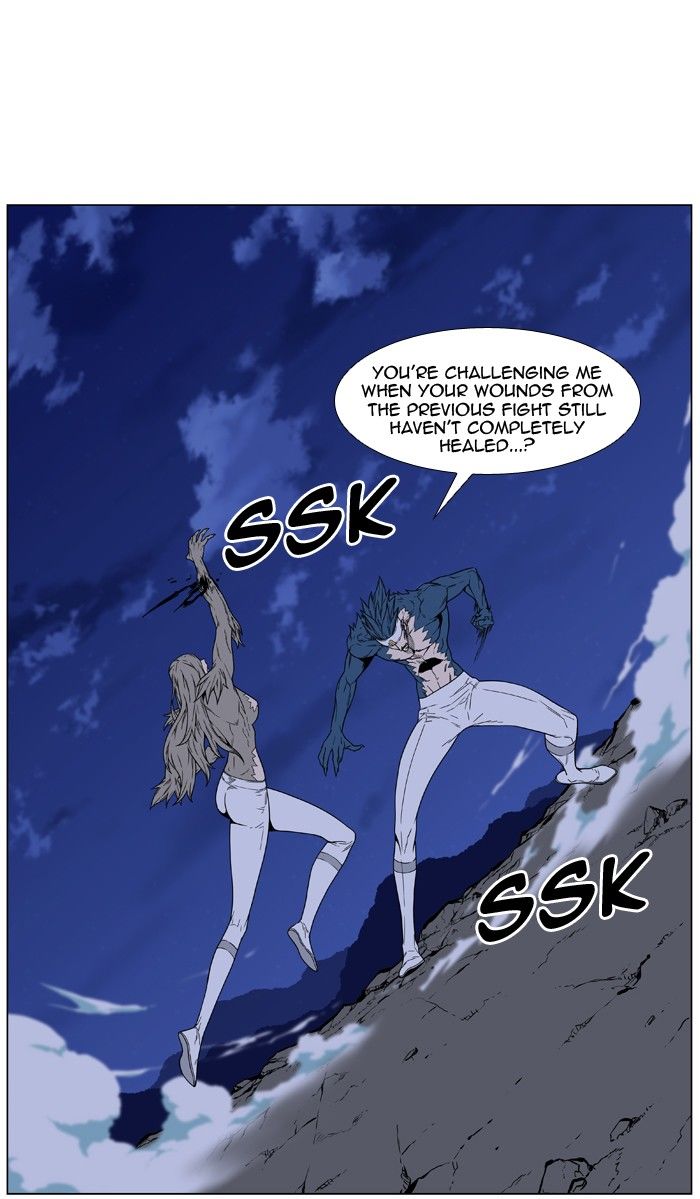 YOU'RE CHALLENGING ME
WHEN YOUR WOUNDS FROM
THE PREVIOUS FIGHT STILL
HAVEN'T COMPLETELY
HEALED...?
SSK
SSK